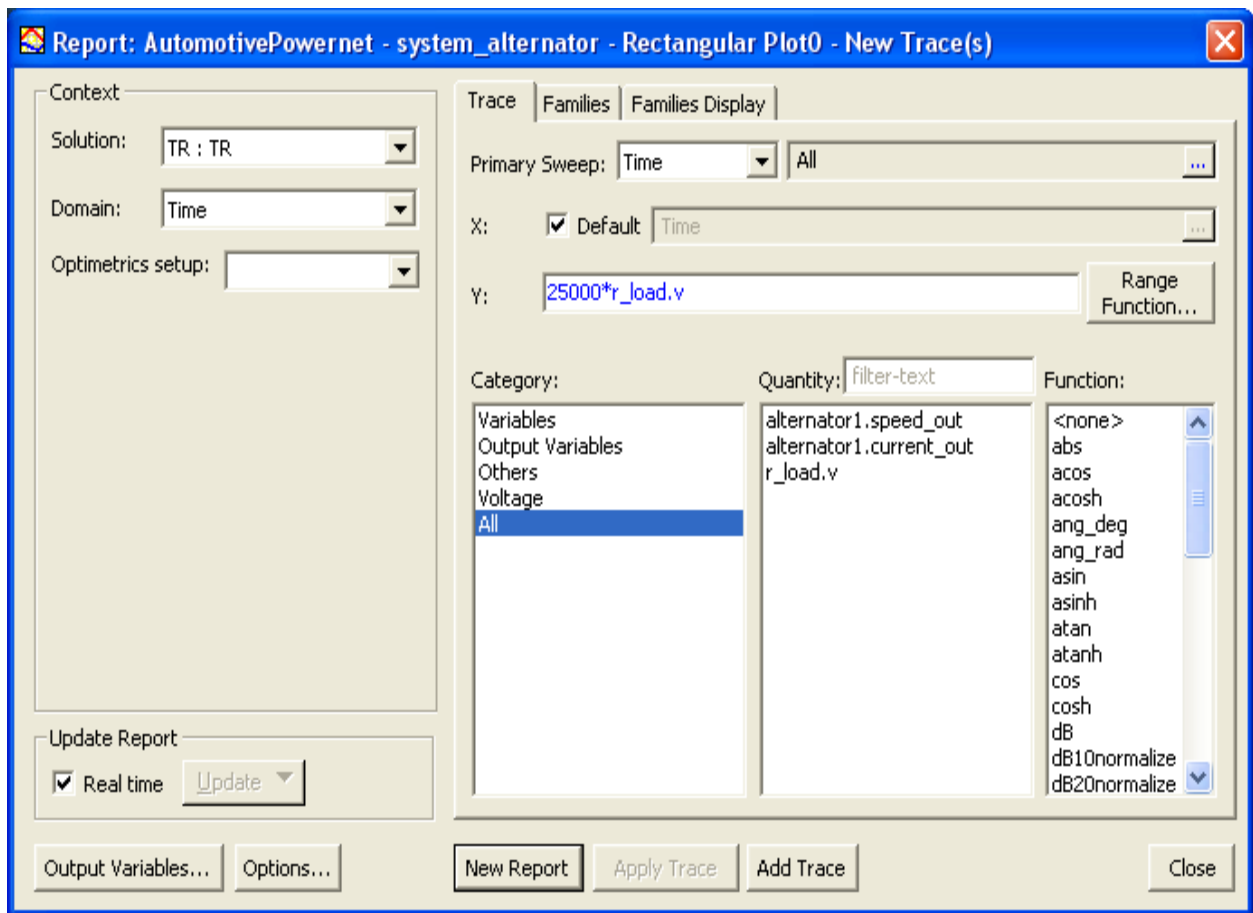 Report: AutomotivePowernet - system_alternator - Rectangular Plot0 - New Trace(s)
Context
Solution: TR : TR
Domain: Time
Optimetrics setup:
Update Report
Real time Update
Output Variables... Options...
Trace Families Families Display
Primary Sweep: Time All ...
X: Default Time ...
Y: 25000*r_load.v Range Function...
Category:
Variables
Output Variables
Others
Voltage
All
Quantity: filter-text
alternator1.speed_out
alternator1.current_out
r_load.v
Function:
<none>
abs
acos
acosh
ang_deg
ang_rad
asin
asinh
atan
atanh
cos
cosh
dB
dB10normalize
dB20normalize
New Report Apply Trace Add Trace Close